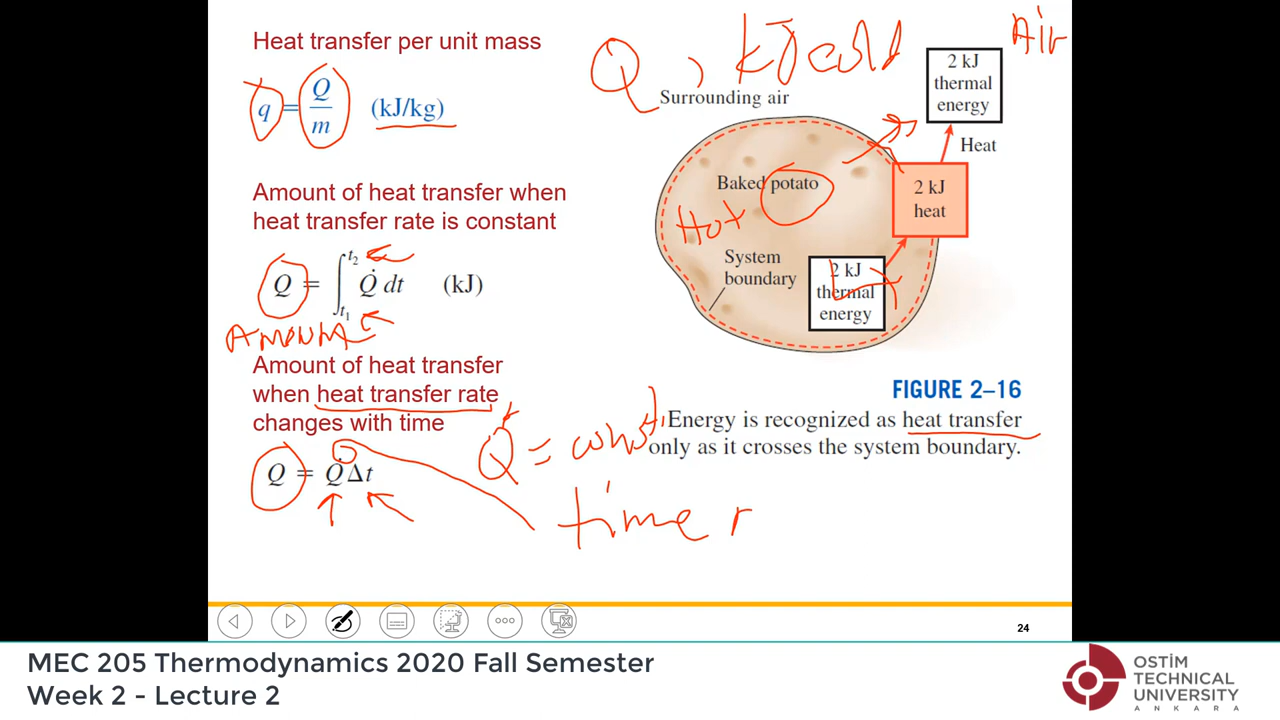 Heat transfer per unit mass
q = Q/m (kJ/kg)
Amount of heat transfer when
heat transfer rate is constant
Q = ∫t₁t₂ Q̇ dt (kJ)
Amount
Amount of heat transfer
when heat transfer rate
changes with time
Q = Q̇Δt
Q̇ = const.
time r
Q, kJ cold
Air
Surrounding air
2 kJ
thermal
energy
Heat
2 kJ
heat
Baked potato
Hot
System
boundary
2 kJ
thermal
energy
FIGURE 2–16
Energy is recognized as heat transfer
only as it crosses the system boundary.
24
MEC 205 Thermodynamics 2020 Fall Semester
Week 2 - Lecture 2
OSTİM
TECHNICAL
UNIVERSITY
ANKARA